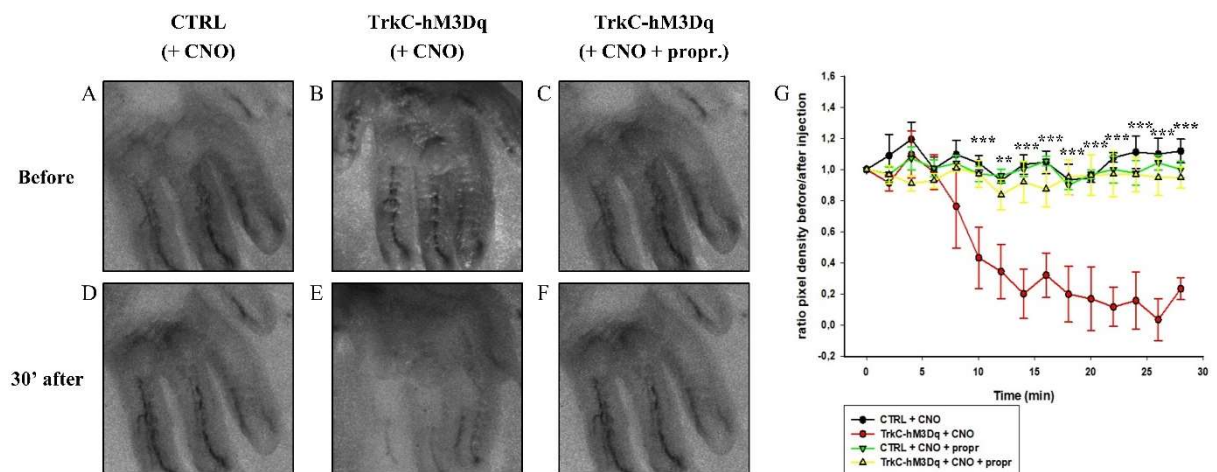 CTRL
(+ CNO)
TrkC-hM3Dq
(+ CNO)
TrkC-hM3Dq
(+ CNO + propr.)
A
B
C
Before
D
E
F
30’ after
G
1,6
1,4
1,2
1,0
0,8
0,6
0,4
0,2
0,0
-0,2
ratio pixel density before/after injection
*** ** *** *** *** *** *** *** *** ***
0 5 10 15 20 25 30
Time (min)
CTRL + CNO
TrkC-hM3Dq + CNO
CTRL + CNO + propr
TrkC-hM3Dq + CNO + propr